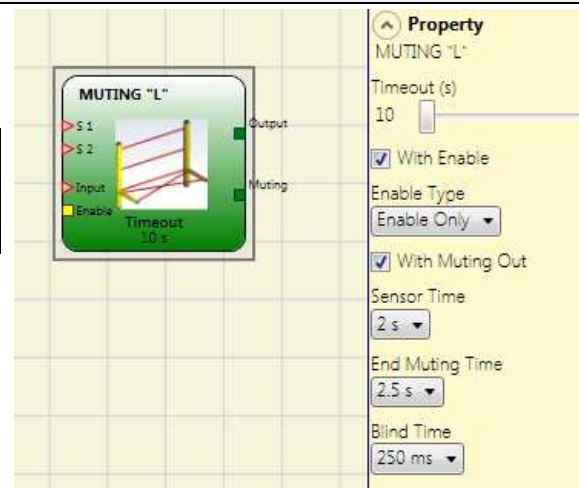 MUTING "L"
S 1
S 2
Input
Enable
Output
Muting
Timeout
10 s
Property
MUTING "L"
Timeout (s)
10
With Enable
Enable Type
Enable Only
With Muting Out
Sensor Time
2 s
End Muting Time
2.5 s
Blind Time
250 ms